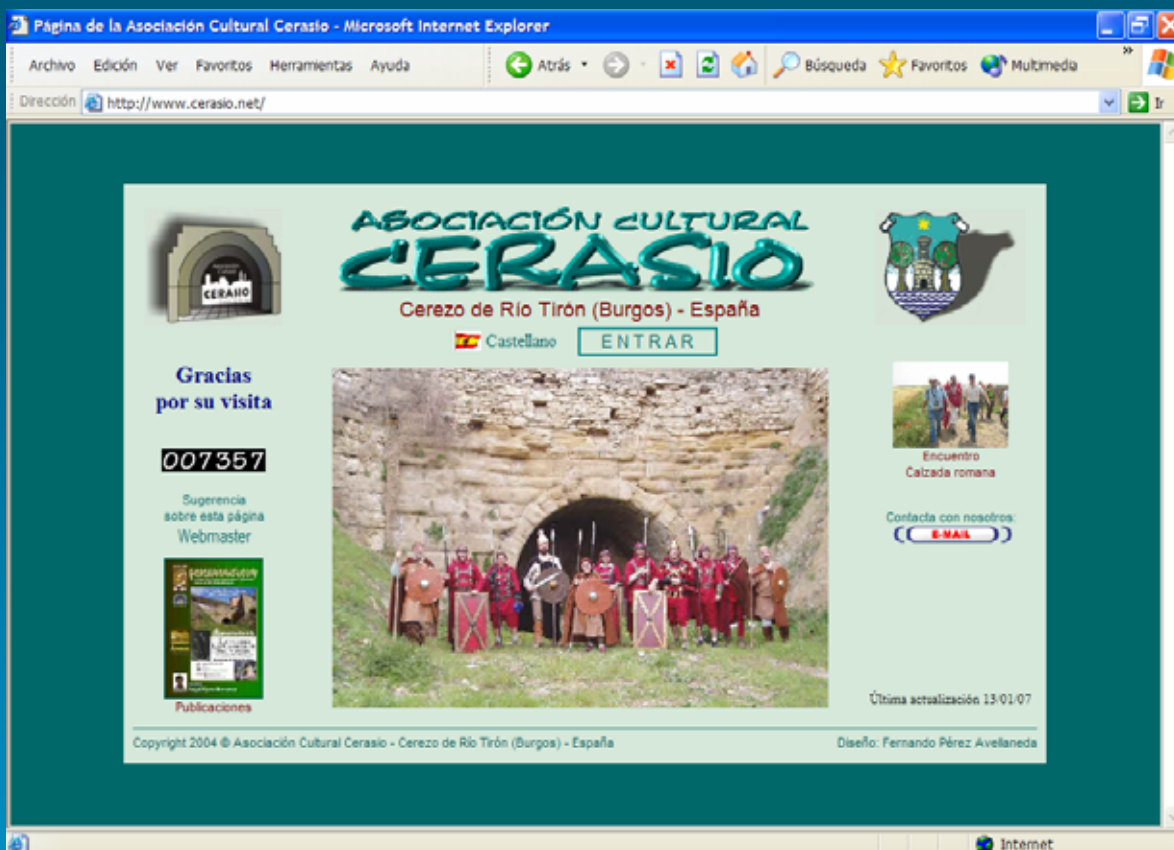 Página de la Asociación Cultural Cerasio - Microsoft Internet Explorer
Archivo Edición Ver Favoritos Herramientas Ayuda
Atrás Búsqueda Favoritos Multimedia »
Dirección http://www.cerasio.net/ Ir
CERASIO
ASOCIACIÓN CULTURAL
CERASIO
Cerezo de Río Tirón (Burgos) - España
Castellano ENTRAR
Gracias
por su visita
007357
Sugerencia
sobre esta página
Webmaster
Publicaciones
Encuentro
Calzada romana
Contacta con nosotros:
E-MAIL
Última actualización 13/01/07
Copyright 2004 © Asociación Cultural Cerasio - Cerezo de Río Tirón (Burgos) - España
Diseño: Fernando Pérez Avellaneda
Internet